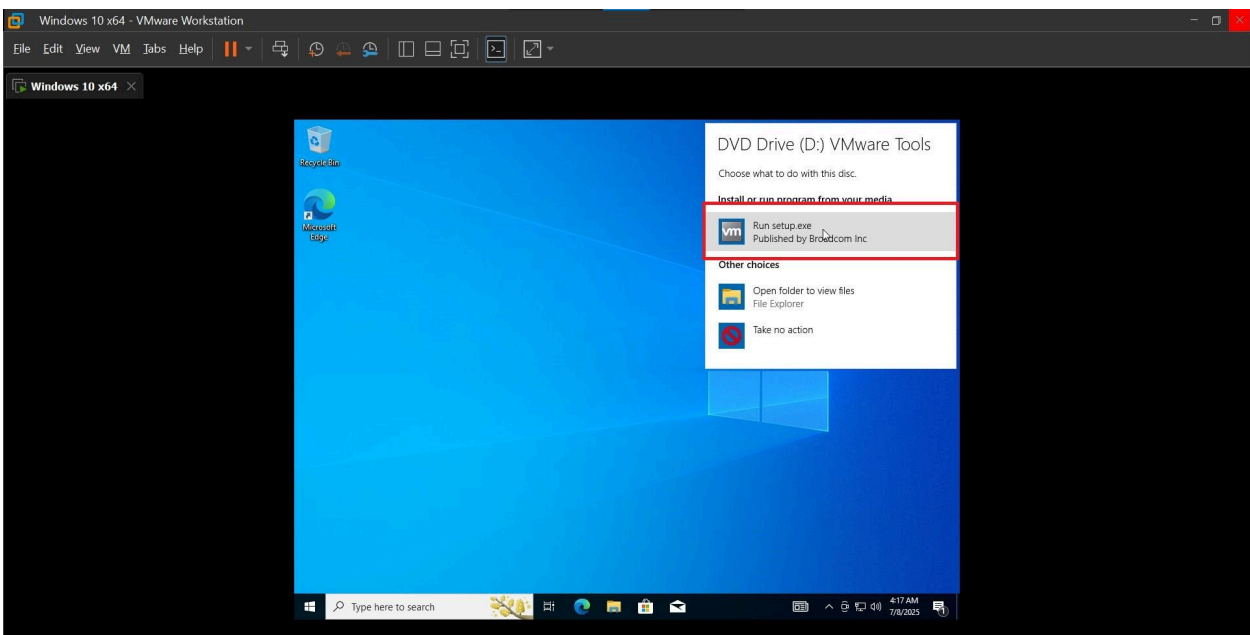 Windows 10 x64 - VMware Workstation
File Edit View VM Tabs Help
Windows 10 x64
Recycle Bin
Microsoft
Edge
DVD Drive (D:) VMware Tools
Choose what to do with this disc.
Install or run program from your media
vm
Run setup.exe
Published by Broadcom Inc
Other choices
Open folder to view files
File Explorer
Take no action
Type here to search
4:17 AM
7/8/2025
1